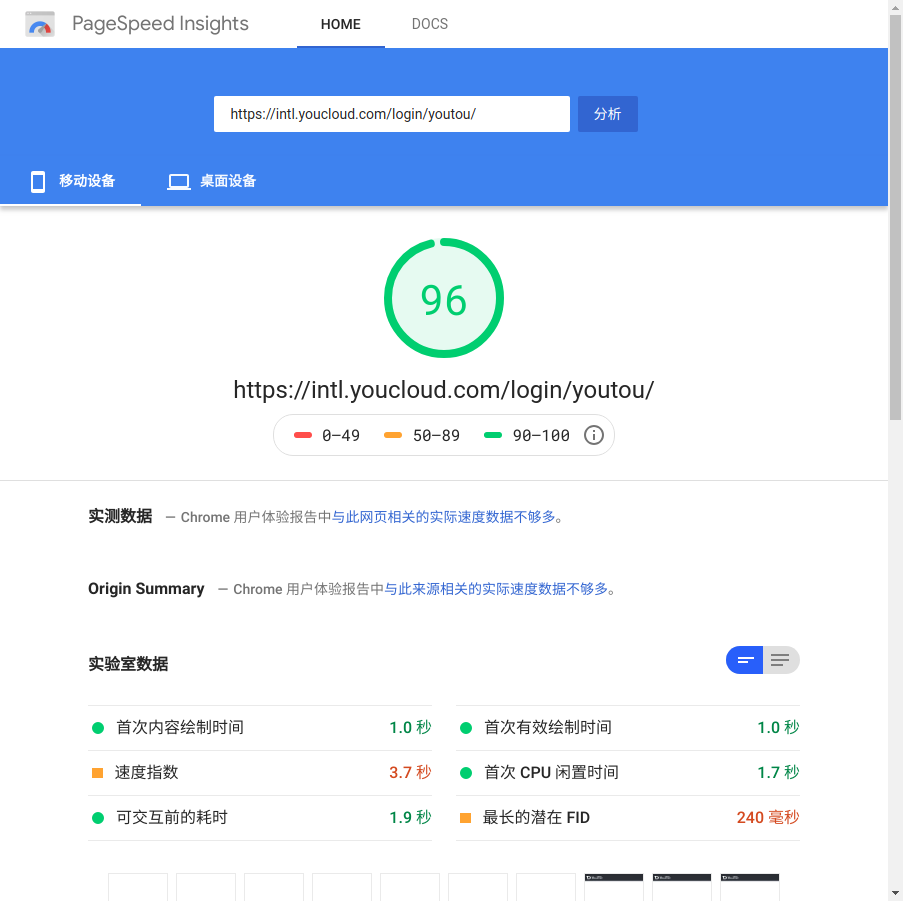 PageSpeed Insights HOME DOCS
https://intl.youcloud.com/login/youtou/ 分析
移动设备 桌面设备
96
https://intl.youcloud.com/login/youtou/
0–49 50–89 90–100
实测数据 — Chrome 用户体验报告中与此网页相关的实际速度数据不够多。
Origin Summary — Chrome 用户体验报告中与此来源相关的实际速度数据不够多。
实验室数据
首次内容绘制时间 1.0 秒 首次有效绘制时间 1.0 秒
速度指数 3.7 秒 首次 CPU 闲置时间 1.7 秒
可交互前的耗时 1.9 秒 最长的潜在 FID 240 毫秒